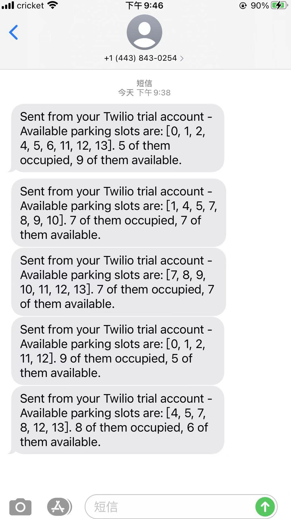 cricket 下午9:46 90%
+1 (443) 843-0254 >
短信
今天 下午9:38
Sent from your Twilio trial account -
Available parking slots are: [0, 1, 2,
4, 5, 6, 11, 12, 13]. 5 of them
occupied, 9 of them available.
Sent from your Twilio trial account -
Available parking slots are: [1, 4, 5, 7,
8, 9, 10]. 7 of them occupied, 7 of
them available.
Sent from your Twilio trial account -
Available parking slots are: [7, 8, 9,
10, 11, 12, 13]. 7 of them occupied, 7
of them available.
Sent from your Twilio trial account -
Available parking slots are: [0, 1, 2,
11, 12]. 9 of them occupied, 5 of
them available.
Sent from your Twilio trial account -
Available parking slots are: [4, 5, 7,
8, 12, 13]. 8 of them occupied, 6 of
them available.
短信